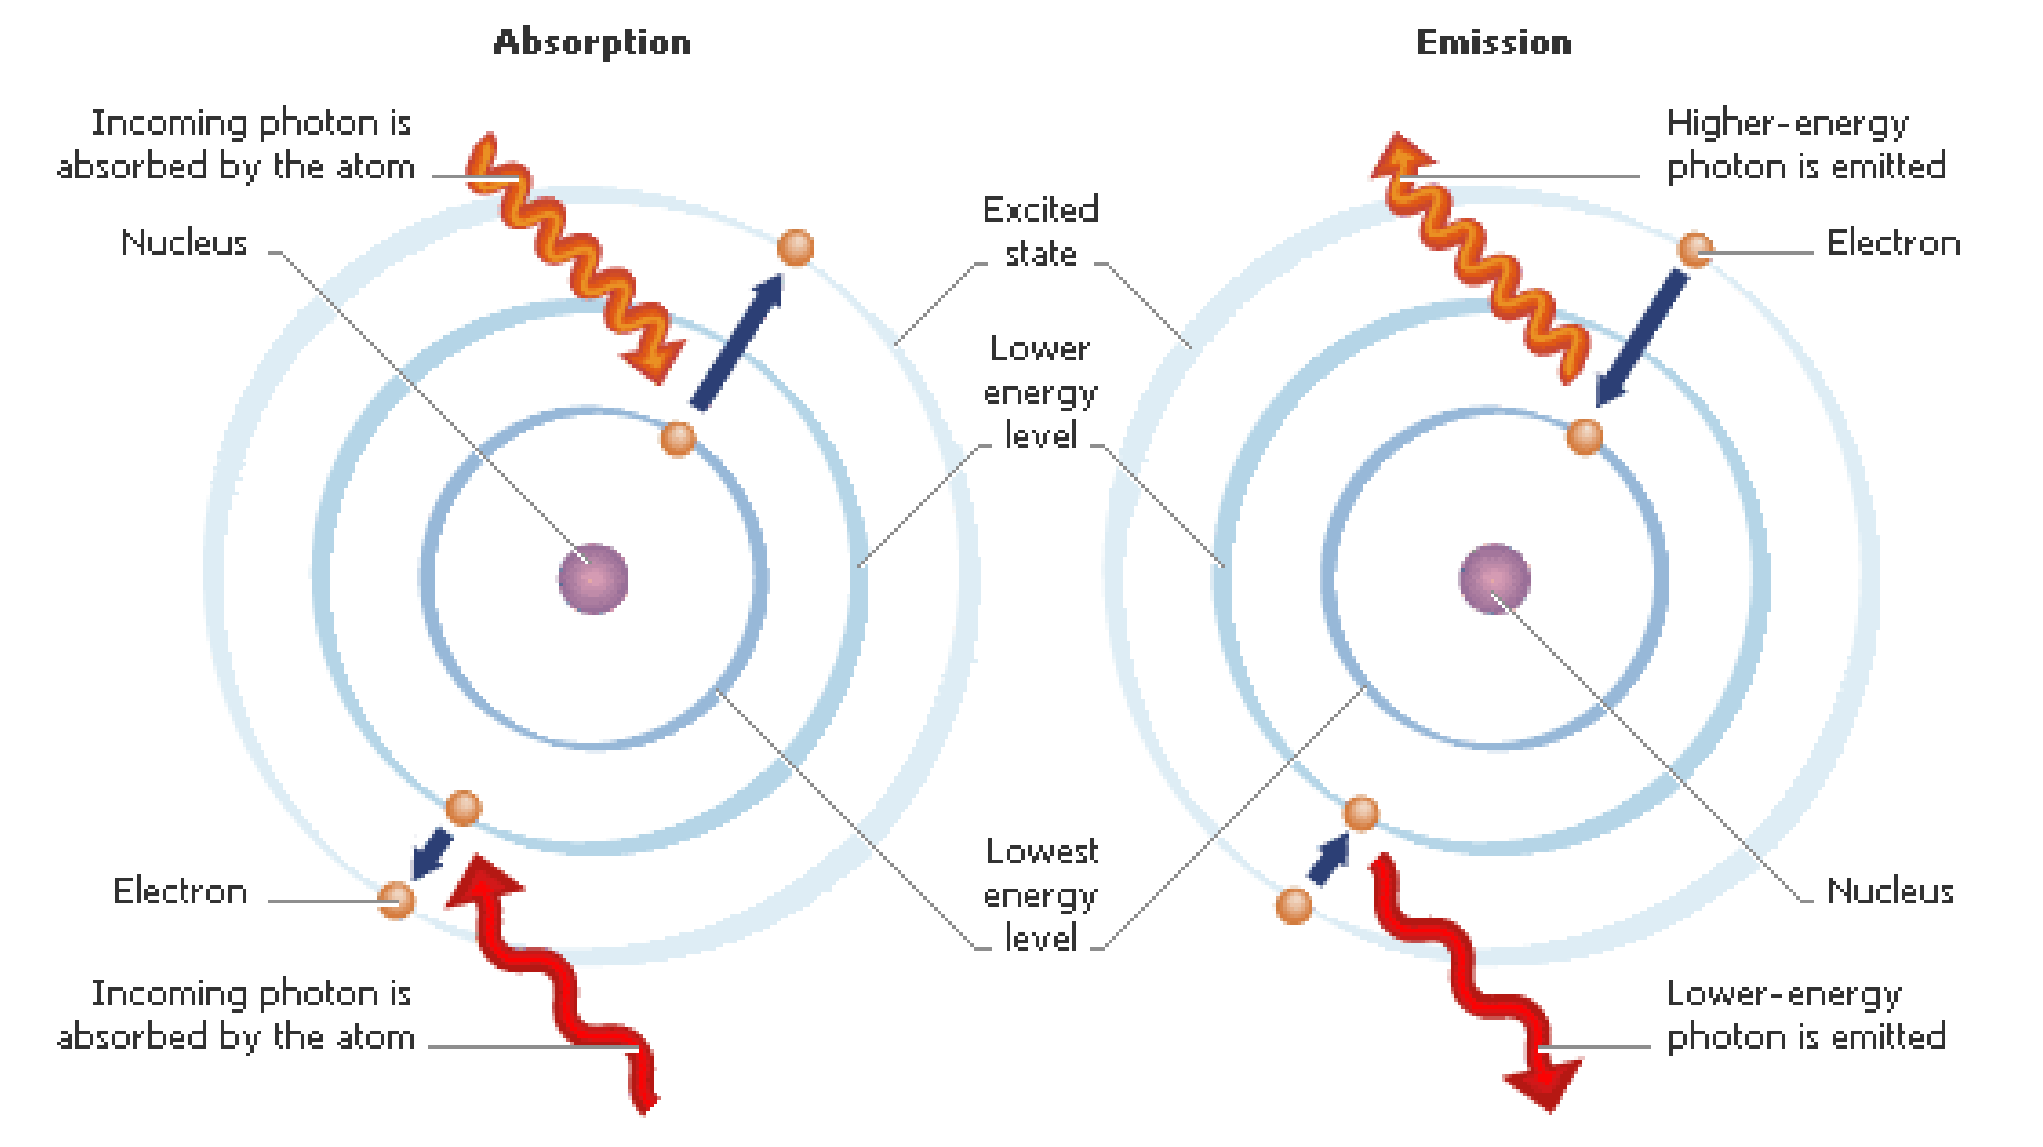 Absorption
Incoming photon is
absorbed by the atom
Nucleus
Electron
Incoming photon is
absorbed by the atom
Excited
state
Lower
energy
level
Lowest
energy
level
Emission
Higher-energy
photon is emitted
Electron
Nucleus
Lower-energy
photon is emitted